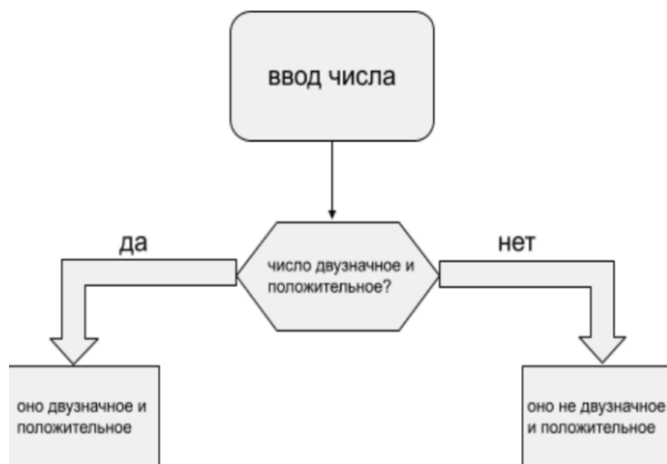 ввод числа
да
нет
число двузначное и
положительное?
оно двузначное и
положительное
оно не двузначное
и положительное